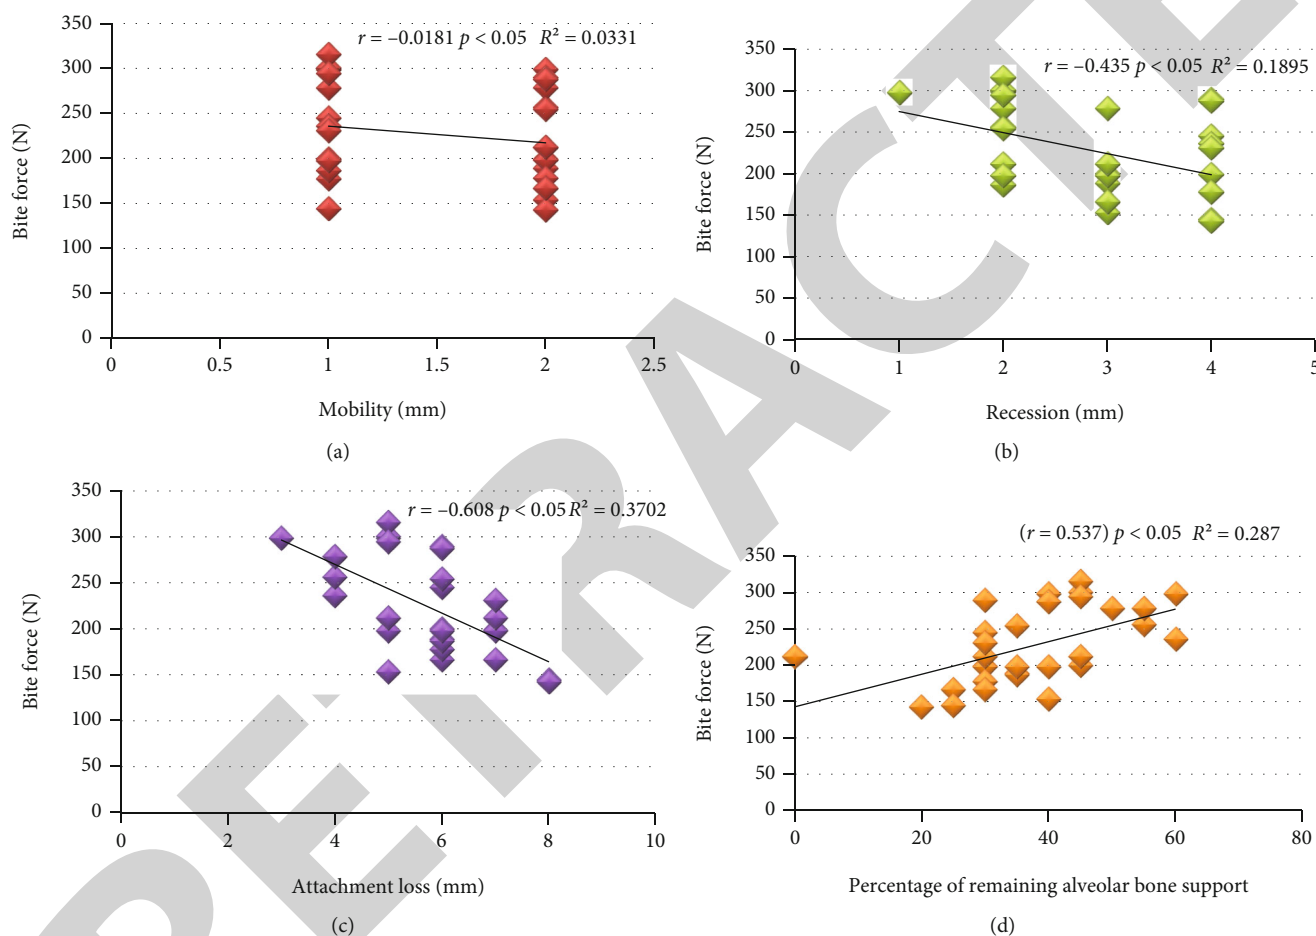 350
300
250
200
150
100
50
0
Bite force (N)
r = –0.0181 p < 0.05 R² = 0.0331
0 0.5 1 1.5 2 2.5
Mobility (mm)
(a)
350
300
250
200
150
100
50
0
Bite force (N)
r = –0.435 p < 0.05 R² = 0.1895
0 1 2 3 4 5
Recession (mm)
(b)
350
300
250
200
150
100
50
0
Bite force (N)
r = –0.608 p < 0.05 R² = 0.3702
0 2 4 6 8 10
Attachment loss (mm)
(c)
350
300
250
200
150
100
50
0
Bite force (N)
(r = 0.537) p < 0.05 R² = 0.287
0 20 40 60 80
Percentage of remaining alveolar bone support
(d)